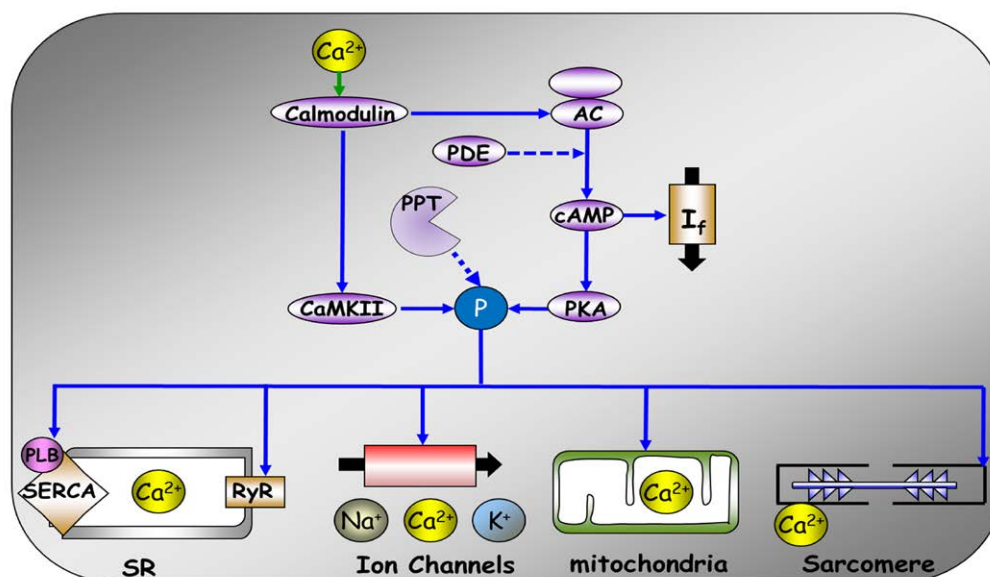 Ca²⁺
Calmodulin
AC
PDE
PPT
cAMP
I_f
CaMKII
P
PKA
PLB
SERCA
Ca²⁺
RyR
Na⁺
Ca²⁺
K⁺
Ca²⁺
Ca²⁺
SR
Ion Channels
mitochondria
Sarcomere